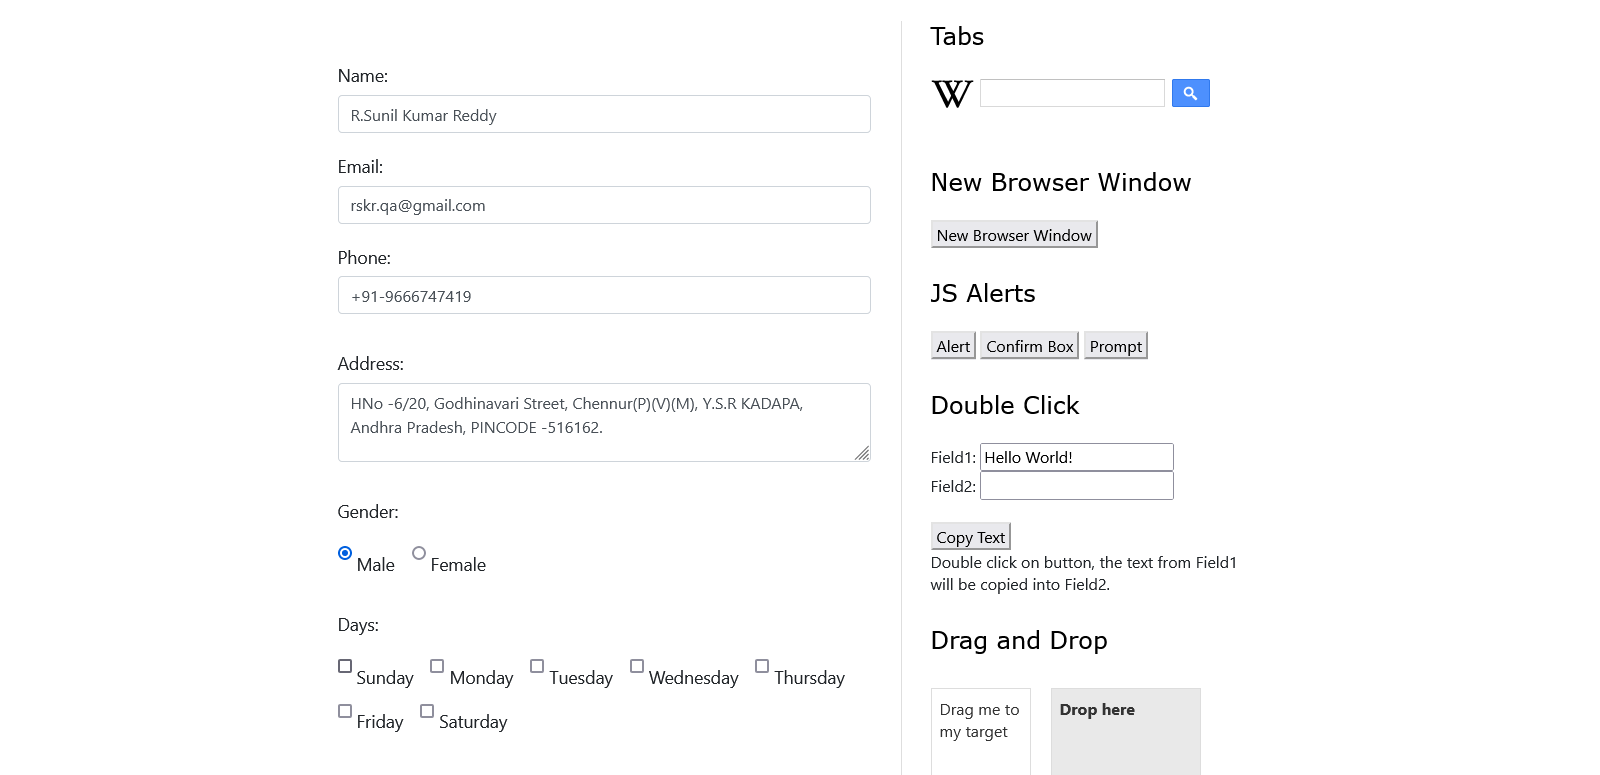 Name:
R.Sunil Kumar Reddy
Email:
rskr.qa@gmail.com
Phone:
+91-9666747419
Address:
HNo -6/20, Godhinavari Street, Chennur(P)(V)(M), Y.S.R KADAPA,
Andhra Pradesh, PINCODE -516162.
Gender:
Male Female
Days:
Sunday Monday Tuesday Wednesday Thursday
Friday Saturday
Tabs
W
New Browser Window
New Browser Window
JS Alerts
Alert Confirm Box Prompt
Double Click
Field1: Hello World!
Field2:
Copy Text
Double click on button, the text from Field1
will be copied into Field2.
Drag and Drop
Drag me to
my target
Drop here